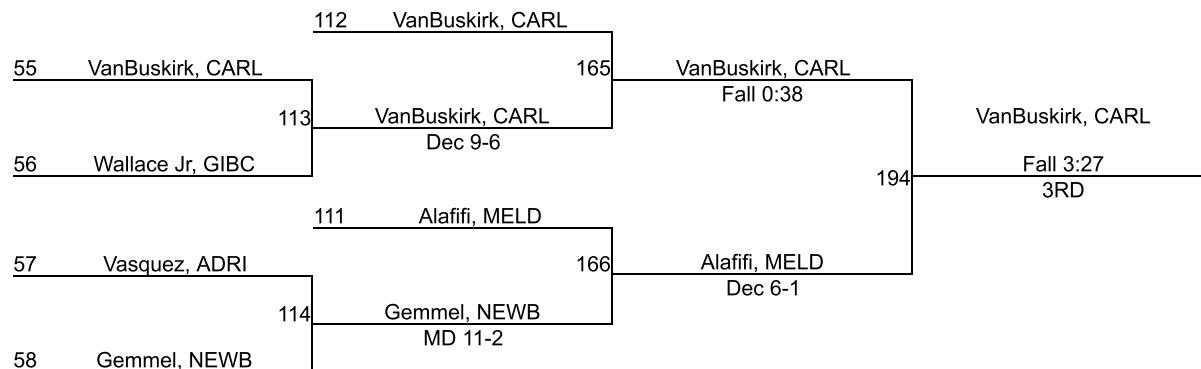 112 VanBuskirk, CARL
55 VanBuskirk, CARL
165 VanBuskirk, CARL
Fall 0:38
113 VanBuskirk, CARL
Dec 9-6
VanBuskirk, CARL
56 Wallace Jr, GIBC
Fall 3:27
194
3RD
111 Alafifi, MELD
57 Vasquez, ADRI
166 Alafifi, MELD
Dec 6-1
114 Gemmel, NEWB
MD 11-2
58 Gemmel, NEWB